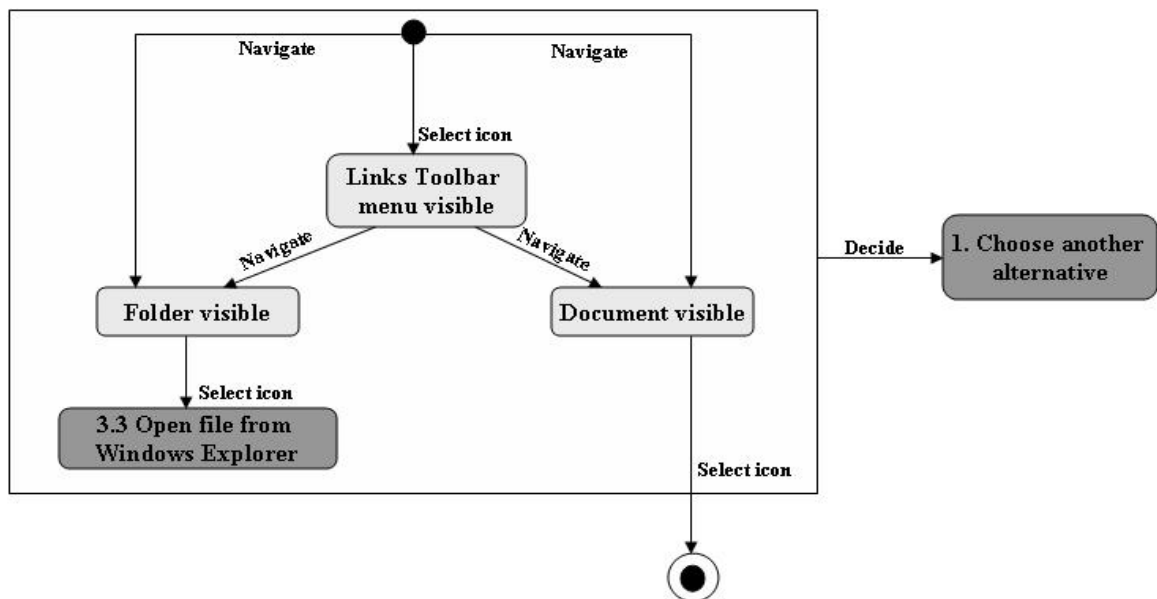 Navigate
Navigate
Select icon
Links Toolbar
menu visible
Navigate
Navigate
Decide
1. Choose another
alternative
Folder visible
Document visible
Select icon
3.3 Open file from
Windows Explorer
Select icon